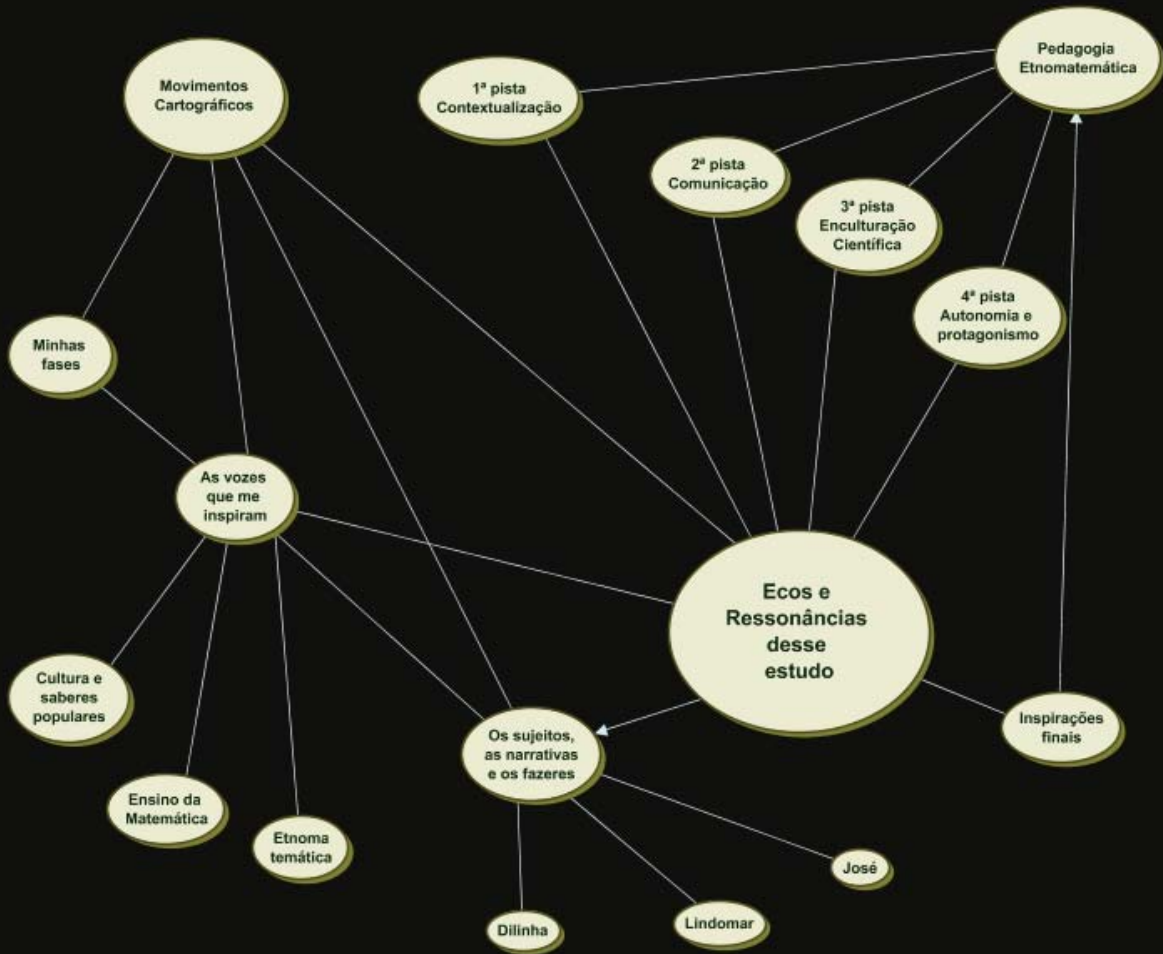 Pedagogia
Etnomatemática
Movimentos
Cartográficos
1ª pista
Contextualização
2ª pista
Comunicação
3ª pista
Enculturação
Científica
4ª pista
Autonomia e
protagonismo
Minhas
fases
As vozes
que me
inspiram
Ecos e
Ressonâncias
desse
estudo
Cultura e
saberes
populares
Os sujeitos,
as narrativas
e os fazeres
Inspirações
finais
Ensino da
Matemática
Etnoma
temática
José
Lindomar
Dilinha